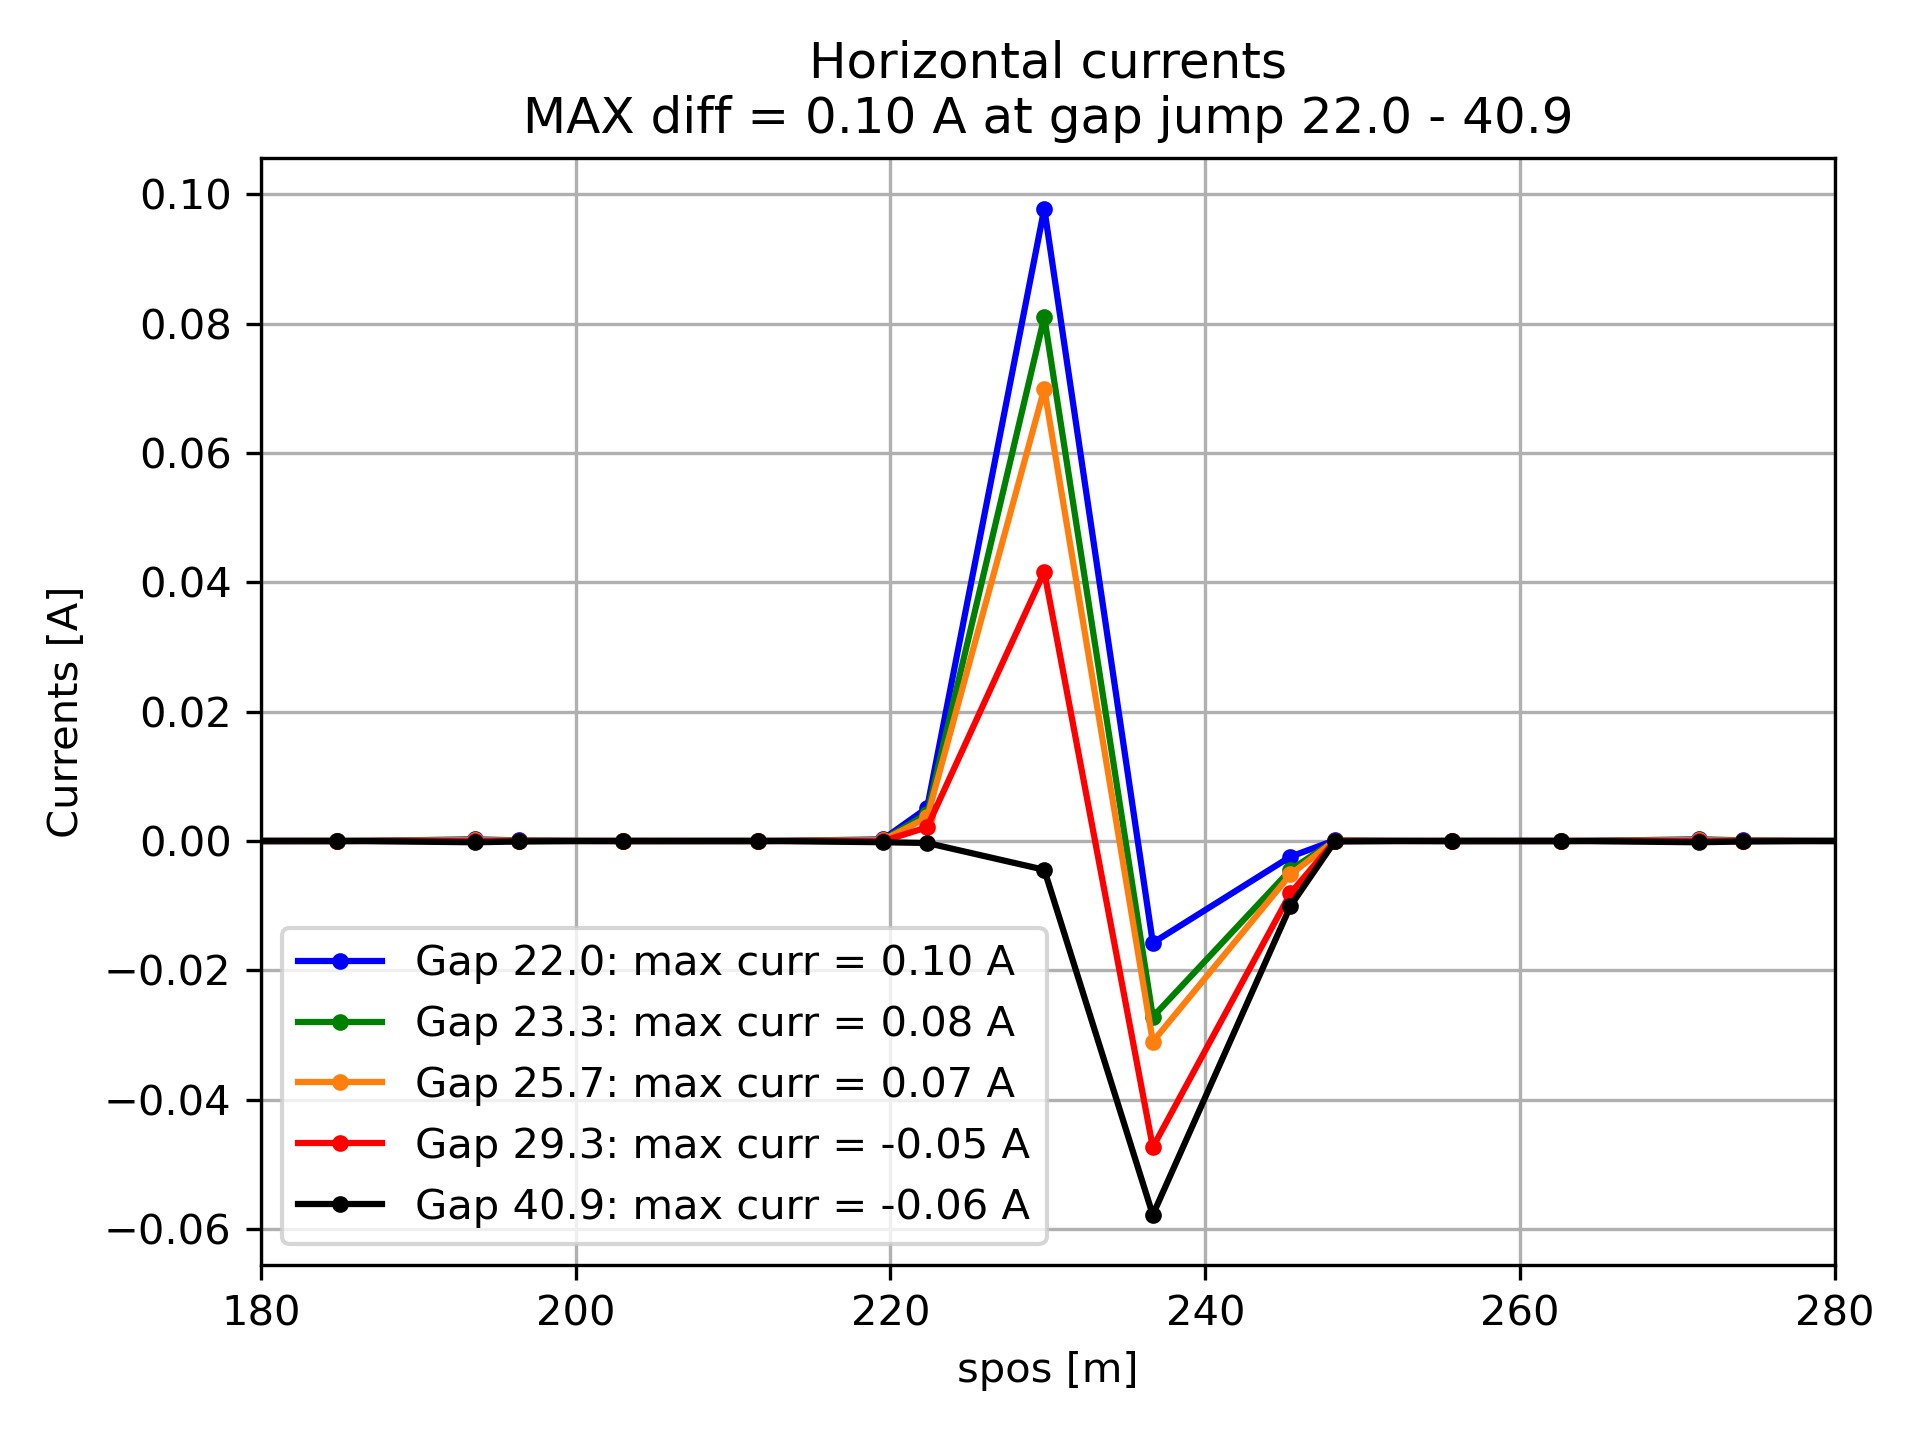 Horizontal currents
MAX diff = 0.10 A at gap jump 22.0 - 40.9
0.10
0.08
0.06
0.04
0.02
0.00
−0.02
−0.04
−0.06
Currents [A]
Gap 22.0: max curr = 0.10 A
Gap 23.3: max curr = 0.08 A
Gap 25.7: max curr = 0.07 A
Gap 29.3: max curr = -0.05 A
Gap 40.9: max curr = -0.06 A
180 200 220 240 260 280
spos [m]